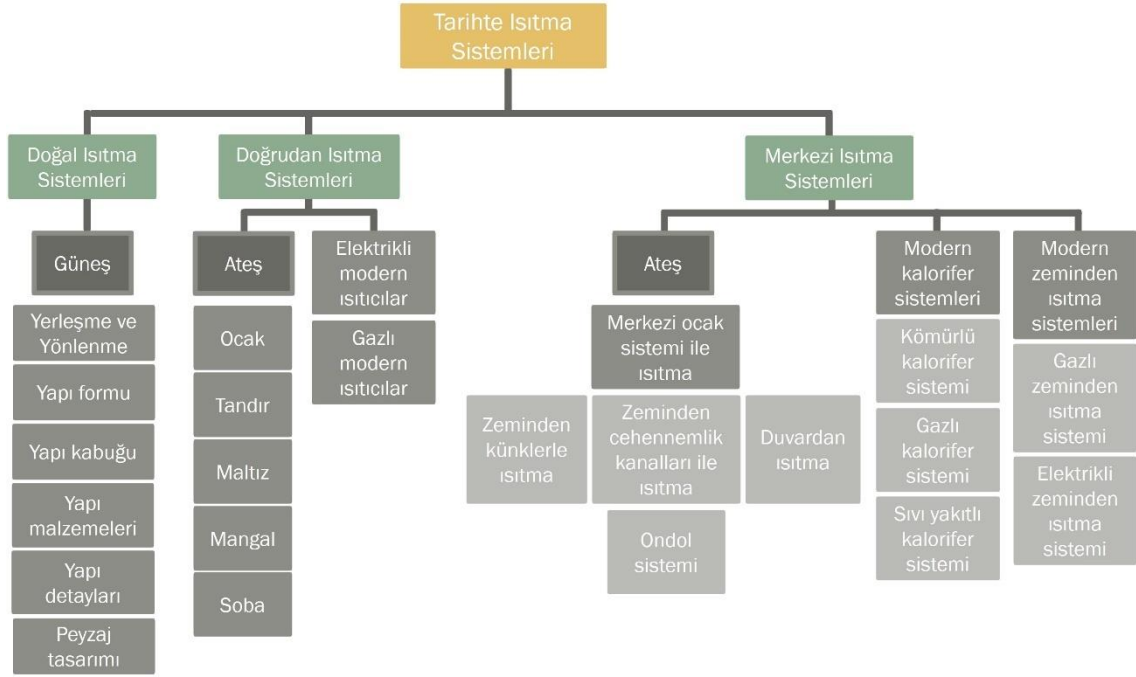 Tarihte Isıtma
Sistemleri
Doğal Isıtma
Sistemleri
Doğrudan Isıtma
Sistemleri
Merkezi Isıtma
Sistemleri
Güneş
Yerleşme ve
Yönlenme
Yapı formu
Yapı kabuğu
Yapı
malzemeleri
Yapı
detayları
Peyzaj
tasarımı
Ateş
Ocak
Tandır
Maltız
Mangal
Soba
Elektrikli
modern
ısıtıcılar
Gazlı
modern
ısıtıcılar
Ateş
Merkezi ocak
sistemi ile
ısıtma
Zeminden
künklerle
ısıtma
Zeminden
cehennemlik
kanalları ile
ısıtma
Duvardan
ısıtma
Ondol
sistemi
Modern
kalorifer
sistemleri
Kömürlü
kalorifer
sistemi
Gazlı
kalorifer
sistemi
Sıvı yakıtlı
kalorifer
sistemi
Modern
zeminden
ısıtma
sistemleri
Gazlı
zeminden
ısıtma
sistemi
Elektrikli
zeminden
ısıtma
sistemi